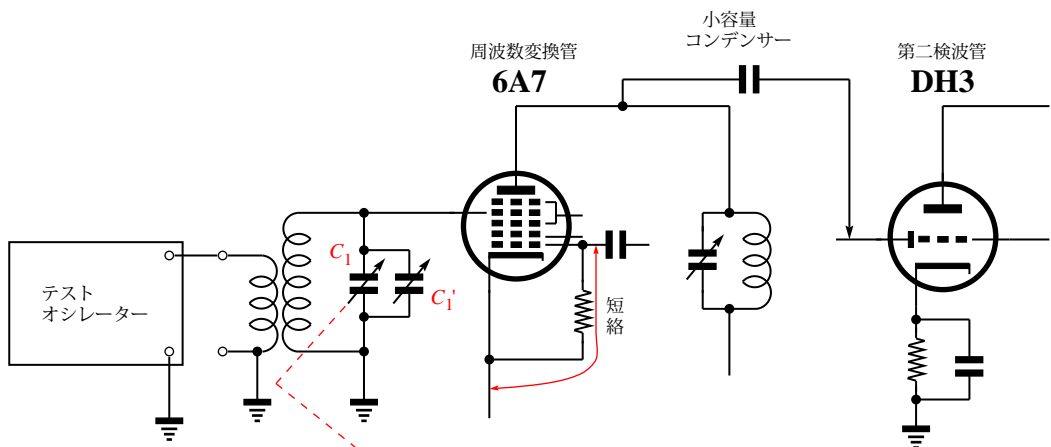 小容量
コンデンサー
周波数変換管
6A7
第二検波管
DH3
C1
C1'
テスト
オシレーター
短
絡